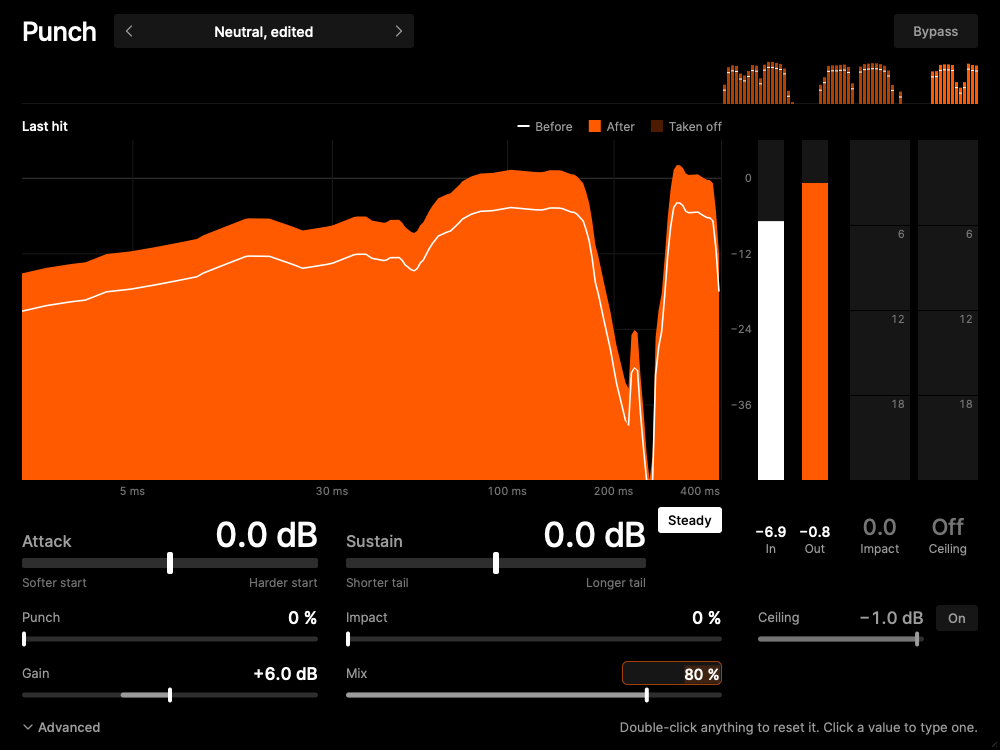 Punch
Neutral, edited
Bypass
Last hit
Before
After
Taken off
0
−12
−24
−36
6
6
12
12
18
18
5 ms
30 ms
100 ms
200 ms
400 ms
Attack
0.0 dB
Softer start
Harder start
Sustain
0.0 dB
Steady
Shorter tail
Longer tail
−6.9
In
−0.8
Out
0.0
Impact
Off
Ceiling
Punch
0 %
Impact
0 %
Ceiling
−1.0 dB
On
Gain
+6.0 dB
Mix
80 %
Advanced
Double-click anything to reset it. Click a value to type one.